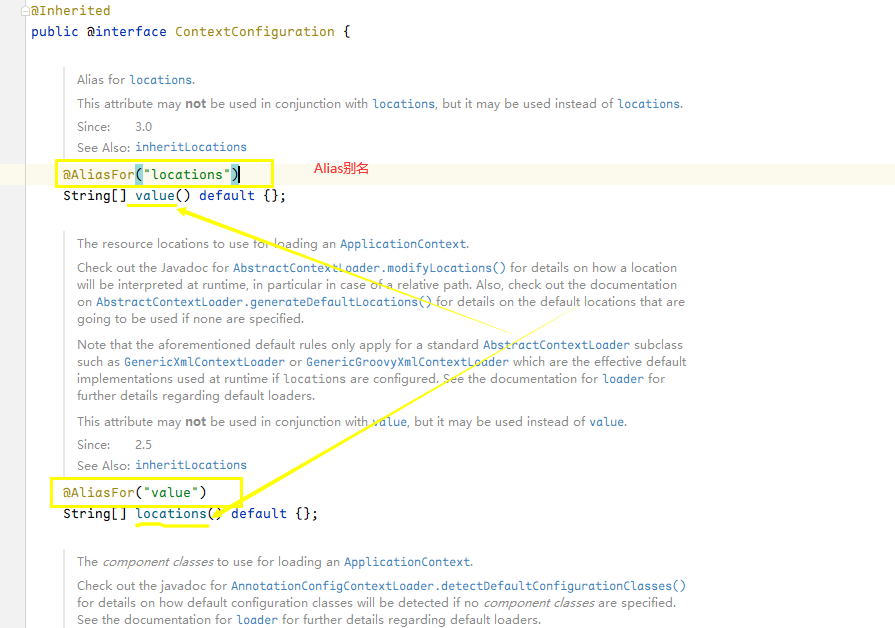 @Inherited
public @interface ContextConfiguration {
Alias for locations.
This attribute may not be used in conjunction with locations, but it may be used instead of locations.
Since: 3.0
See Also: inheritLocations
@AliasFor("locations")
Alias别名
String[] value() default {};
The resource locations to use for loading an ApplicationContext.
Check out the Javadoc for AbstractContextLoader.modifyLocations() for details on how a location
will be interpreted at runtime, in particular in case of a relative path. Also, check out the documentation
on AbstractContextLoader.generateDefaultLocations() for details on the default locations that are
going to be used if none are specified.
Note that the aforementioned default rules only apply for a standard AbstractContextLoader subclass
such as GenericXmlContextLoader or GenericGroovyXmlContextLoader which are the effective default
implementations used at runtime if locations are configured. See the documentation for loader for
further details regarding default loaders.
This attribute may not be used in conjunction with value, but it may be used instead of value.
Since: 2.5
See Also: inheritLocations
@AliasFor("value")
String[] locations() default {};
The component classes to use for loading an ApplicationContext.
Check out the javadoc for AnnotationConfigContextLoader.detectDefaultConfigurationClasses()
for details on how default configuration classes will be detected if no component classes are specified.
See the documentation for loader for further details regarding default loaders.